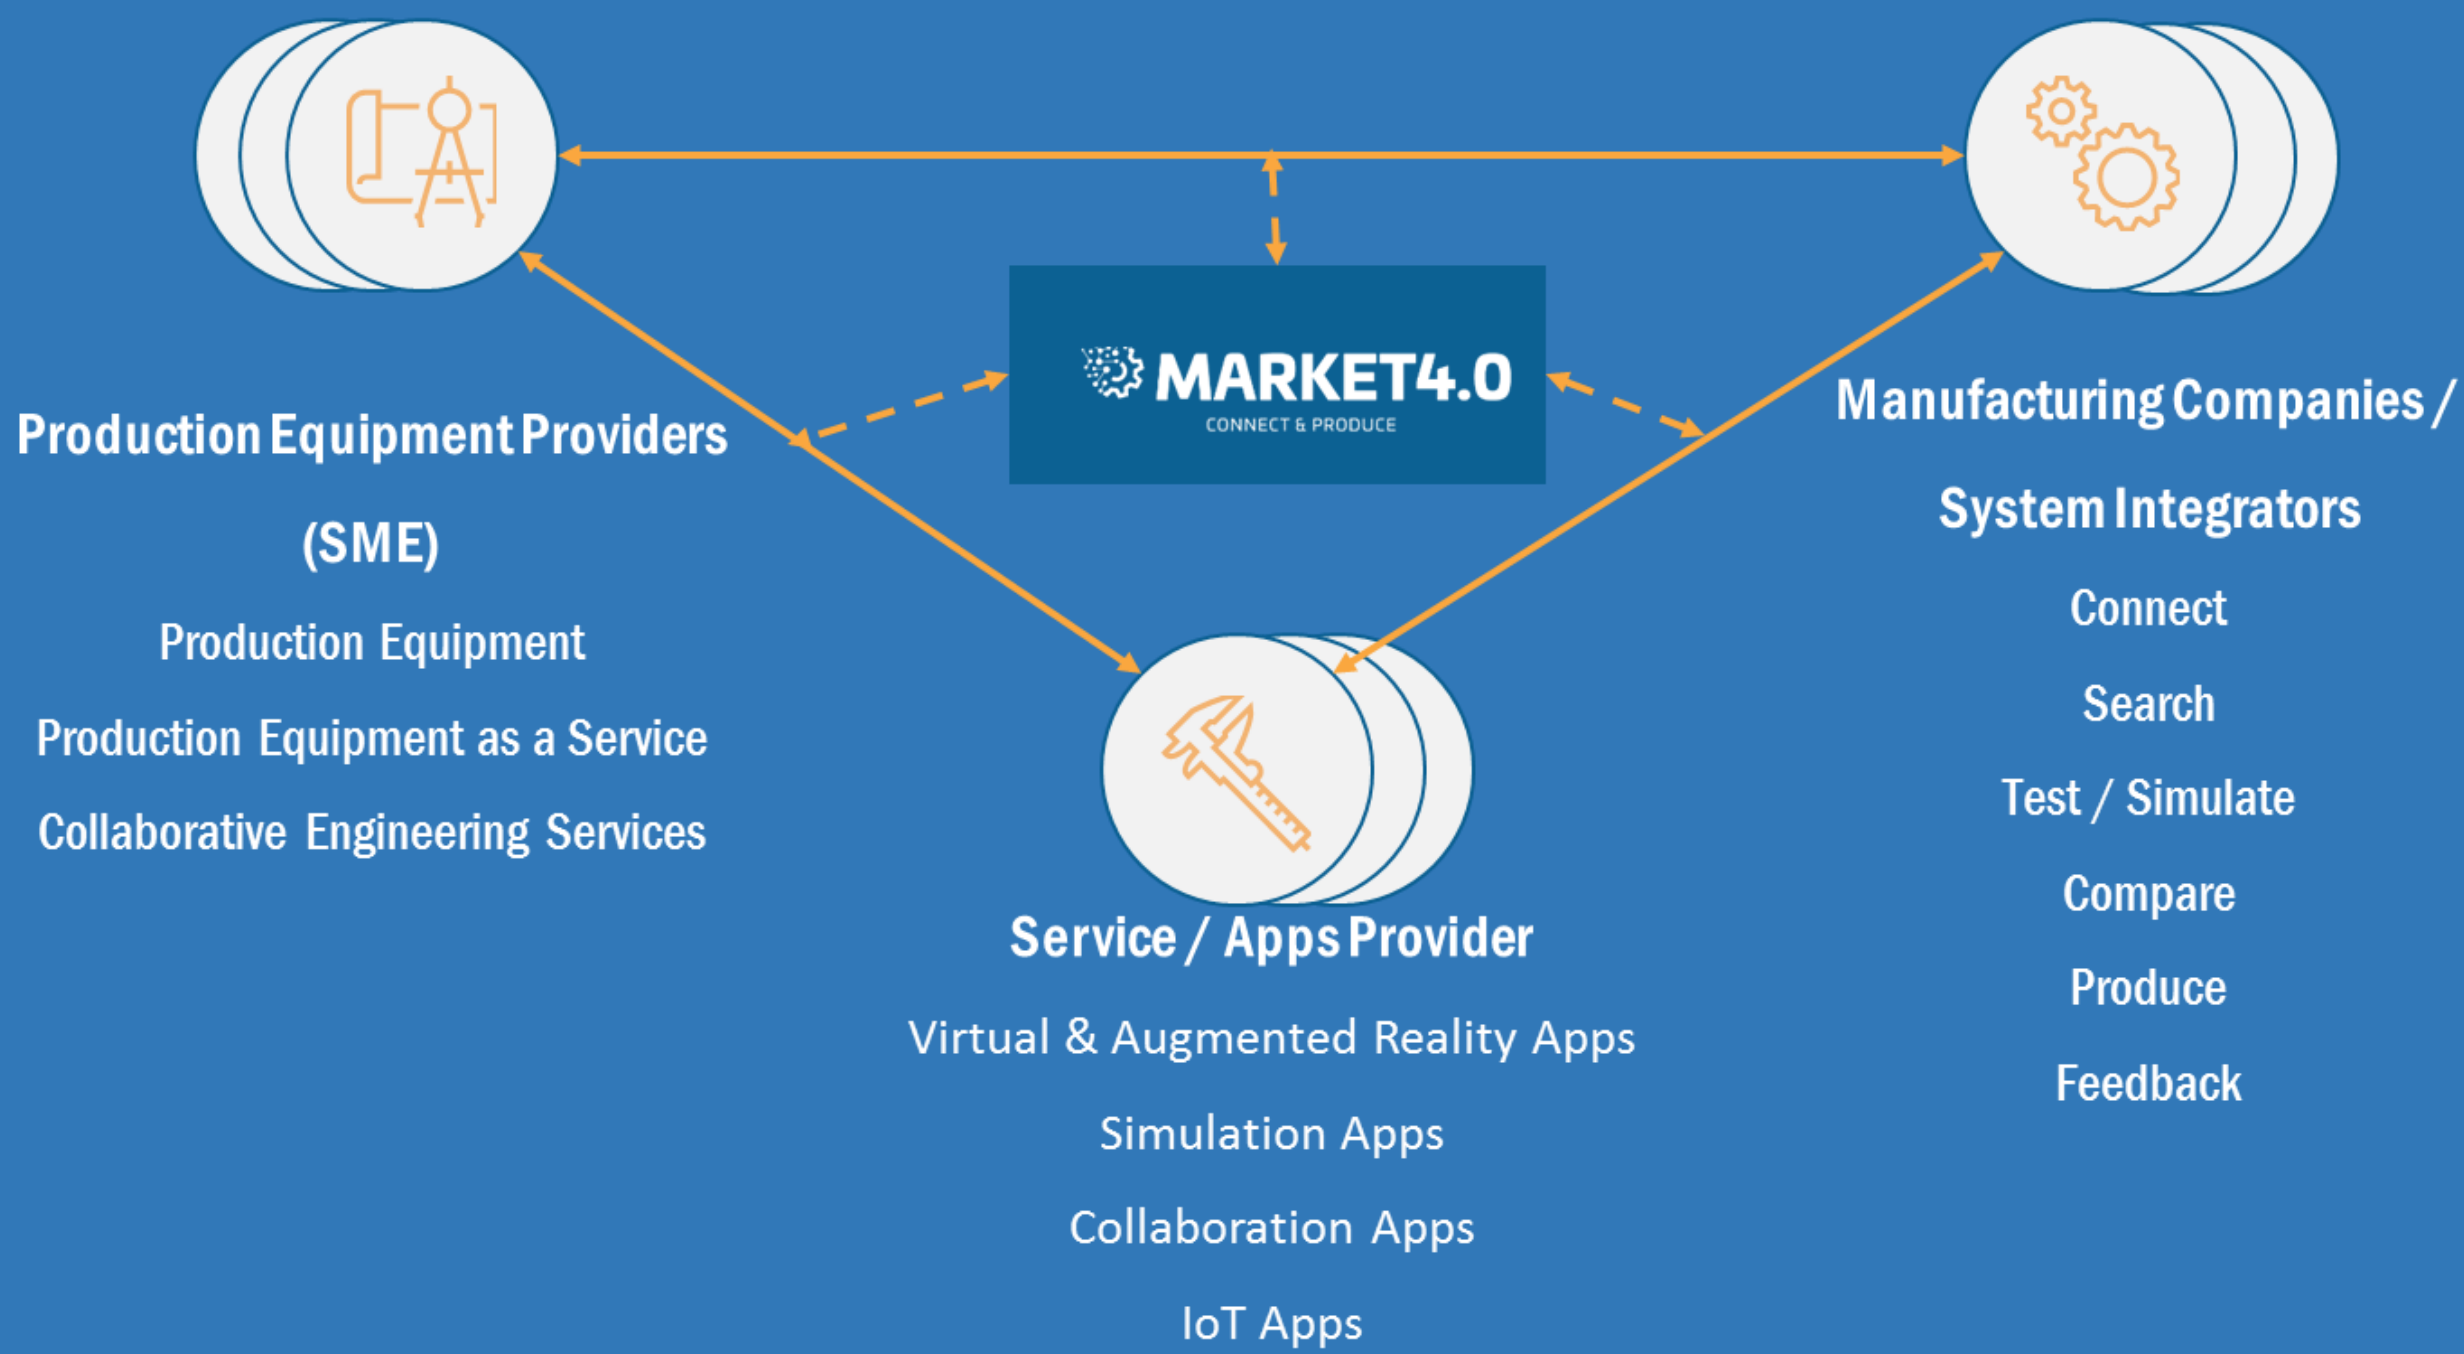 MARKET4.0
CONNECT & PRODUCE
Production Equipment Providers
(SME)
Production Equipment
Production Equipment as a Service
Collaborative Engineering Services
Manufacturing Companies /
System Integrators
Connect
Search
Test / Simulate
Compare
Produce
Feedback
Service / Apps Provider
Virtual & Augmented Reality Apps
Simulation Apps
Collaboration Apps
IoT Apps